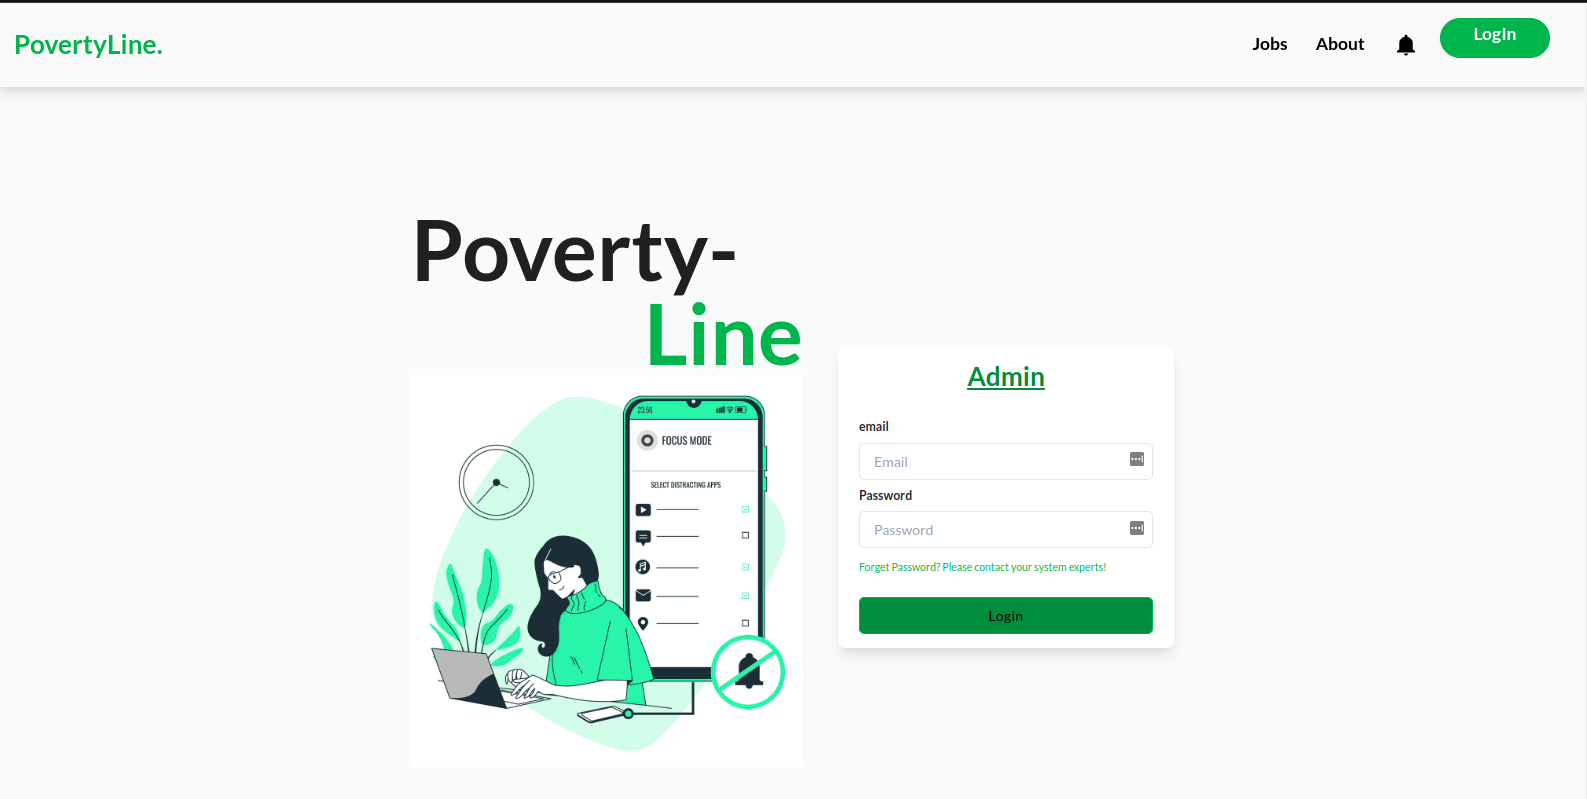 PovertyLine.
Jobs
About
LogIn
Poverty-
Line
23:56
FOCUS MODE
SELECT DISTRACTING APPS
Admin
email
Email
Password
Password
Forget Password? Please contact your system experts!
Login